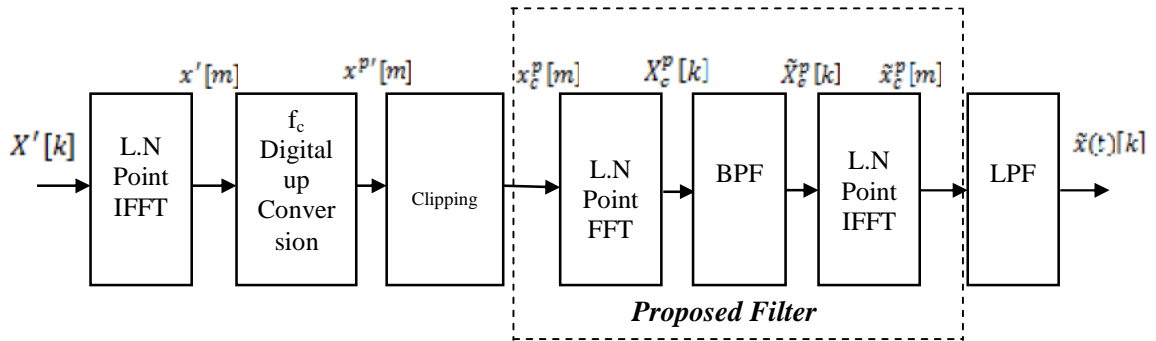 X'[k]
x'[m]
x^{p'}[m]
x_c^p[m]
X_c^p[k]
X̃_c^p[k]
x̃_c^p[m]
x̃(t)[k]
L.N
Point
IFFT
f_c
Digital
up
Conver
sion
Clipping
L.N
Point
FFT
BPF
L.N
Point
IFFT
LPF
Proposed Filter